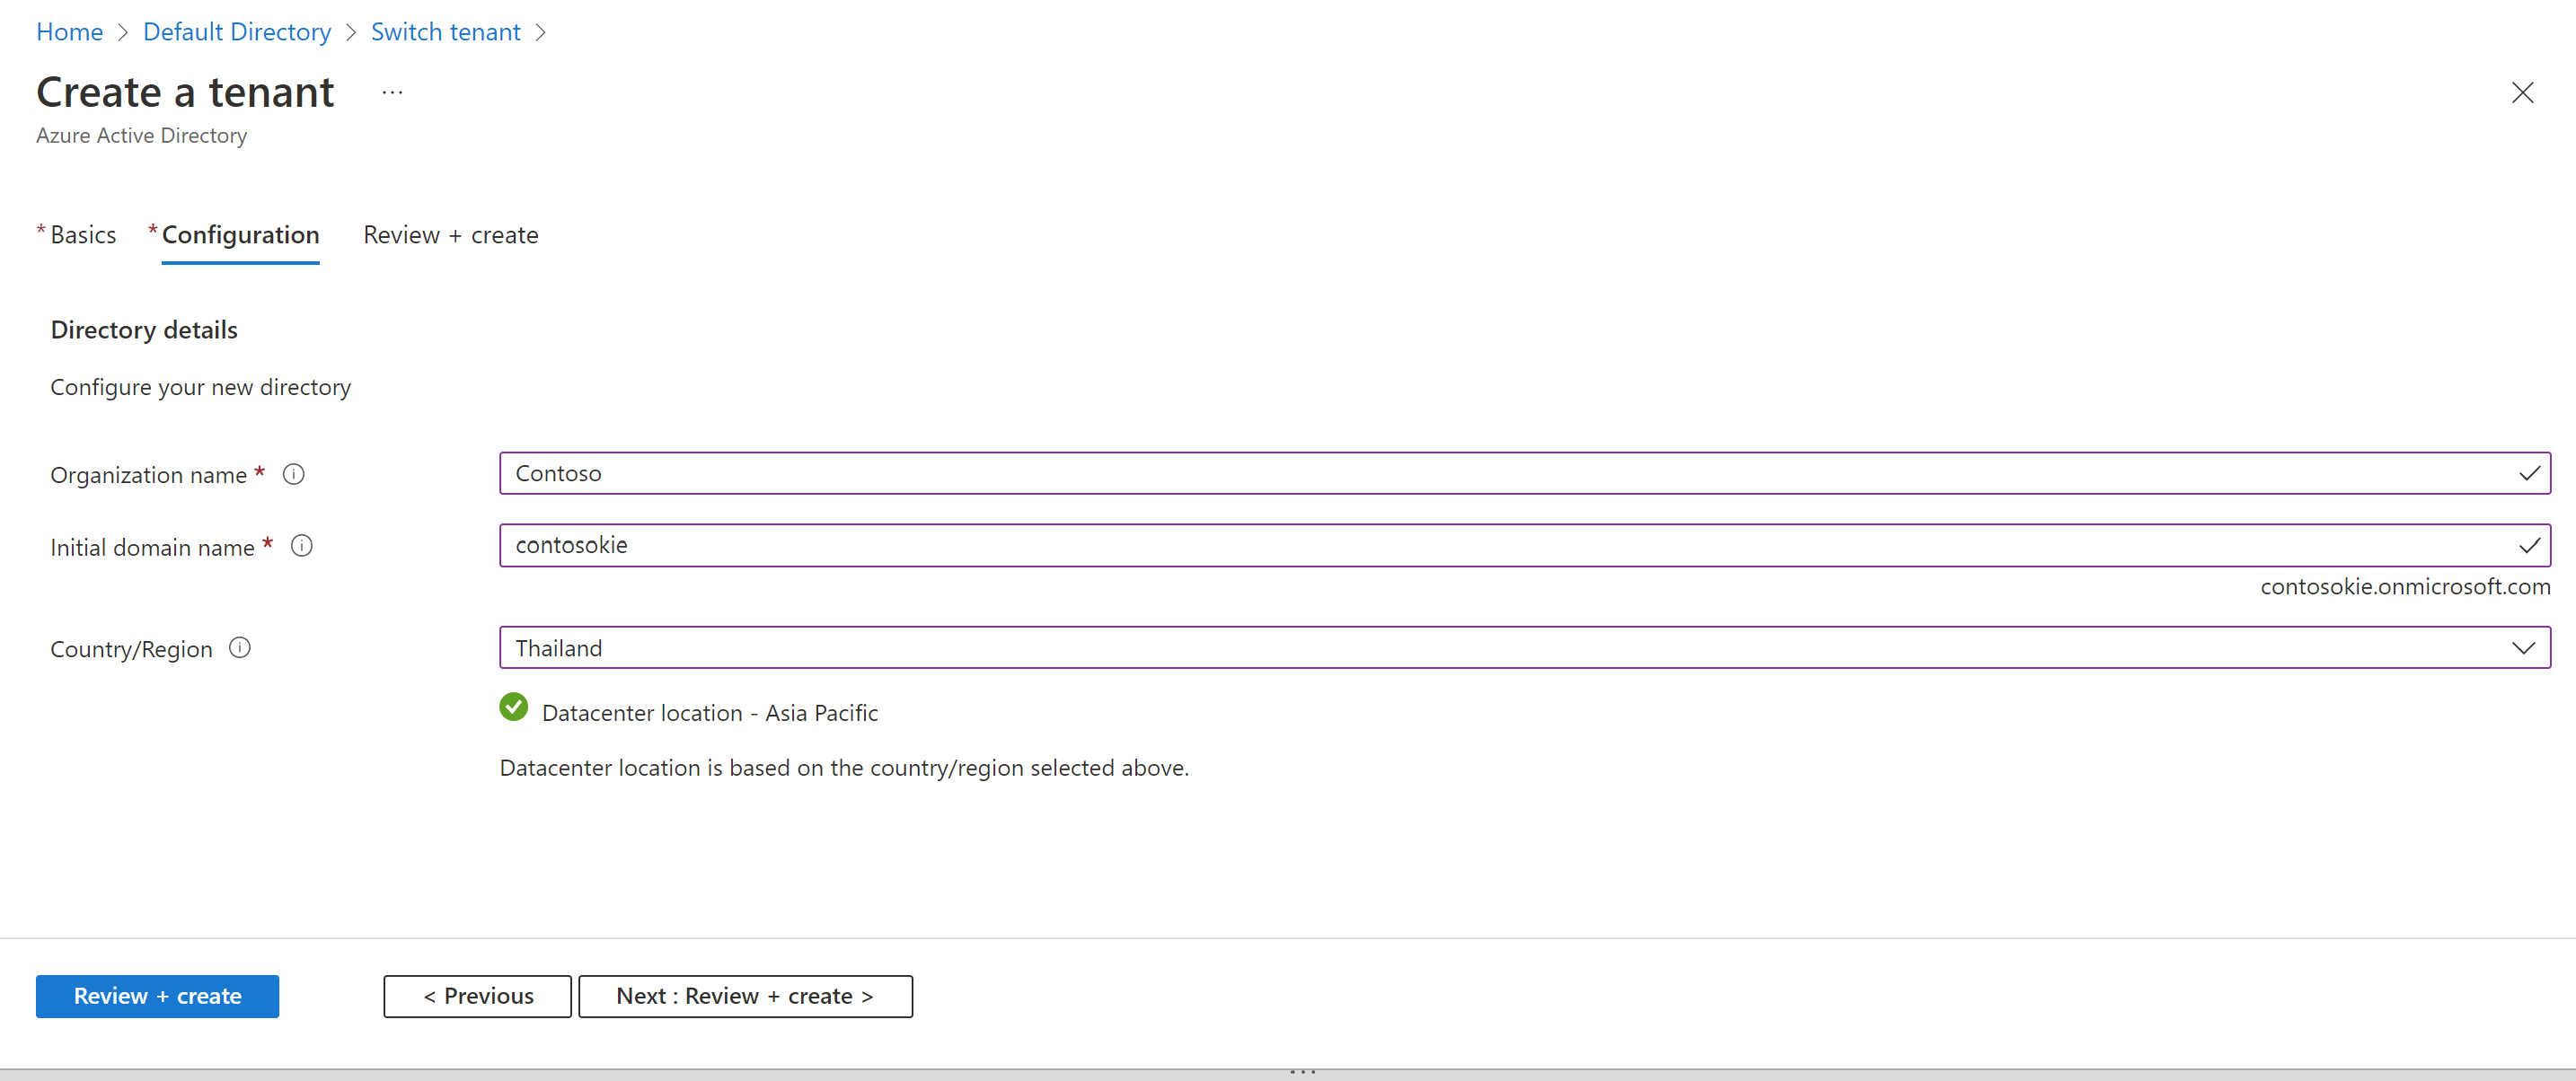 Home > Default Directory > Switch tenant >
Create a tenant ...
Azure Active Directory
* Basics * Configuration Review + create
Directory details
Configure your new directory
Organization name * Contoso
Initial domain name * contosokie
contosokie.onmicrosoft.com
Country/Region Thailand
Datacenter location - Asia Pacific
Datacenter location is based on the country/region selected above.
Review + create < Previous Next : Review + create >